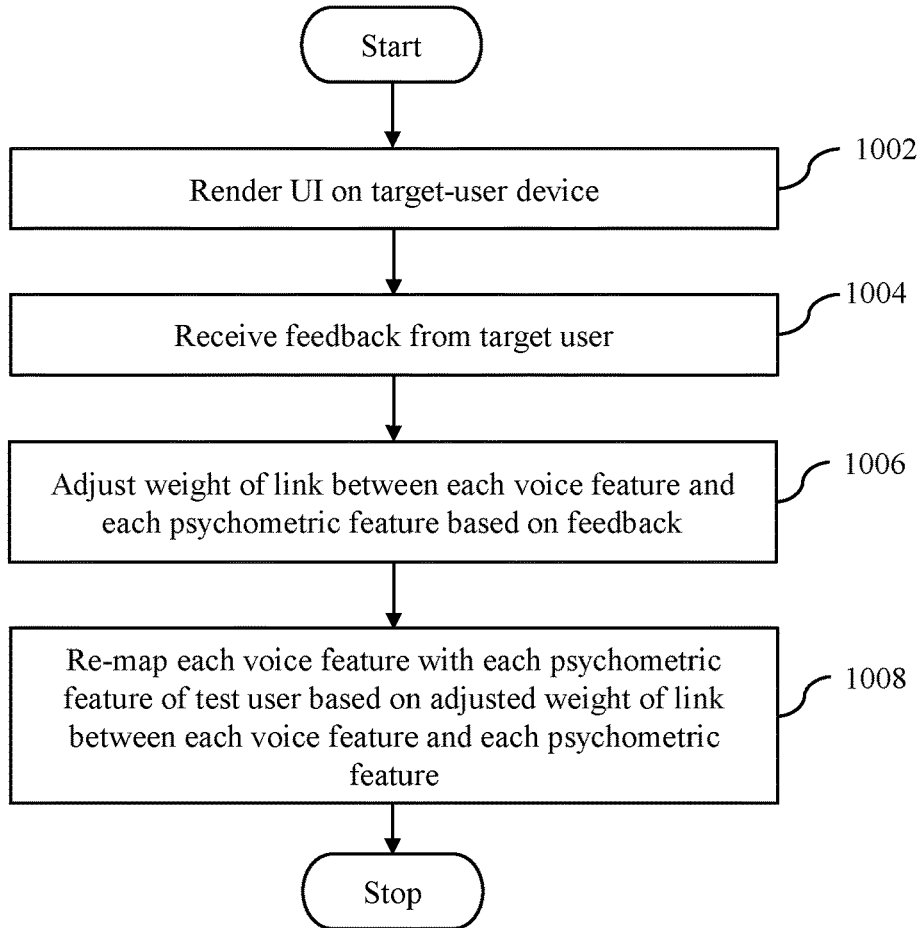 Start
1002
Render UI on target-user device
1004
Receive feedback from target user
1006
Adjust weight of link between each voice feature and
each psychometric feature based on feedback
1008
Re-map each voice feature with each psychometric
feature of test user based on adjusted weight of link
between each voice feature and each psychometric
feature
Stop